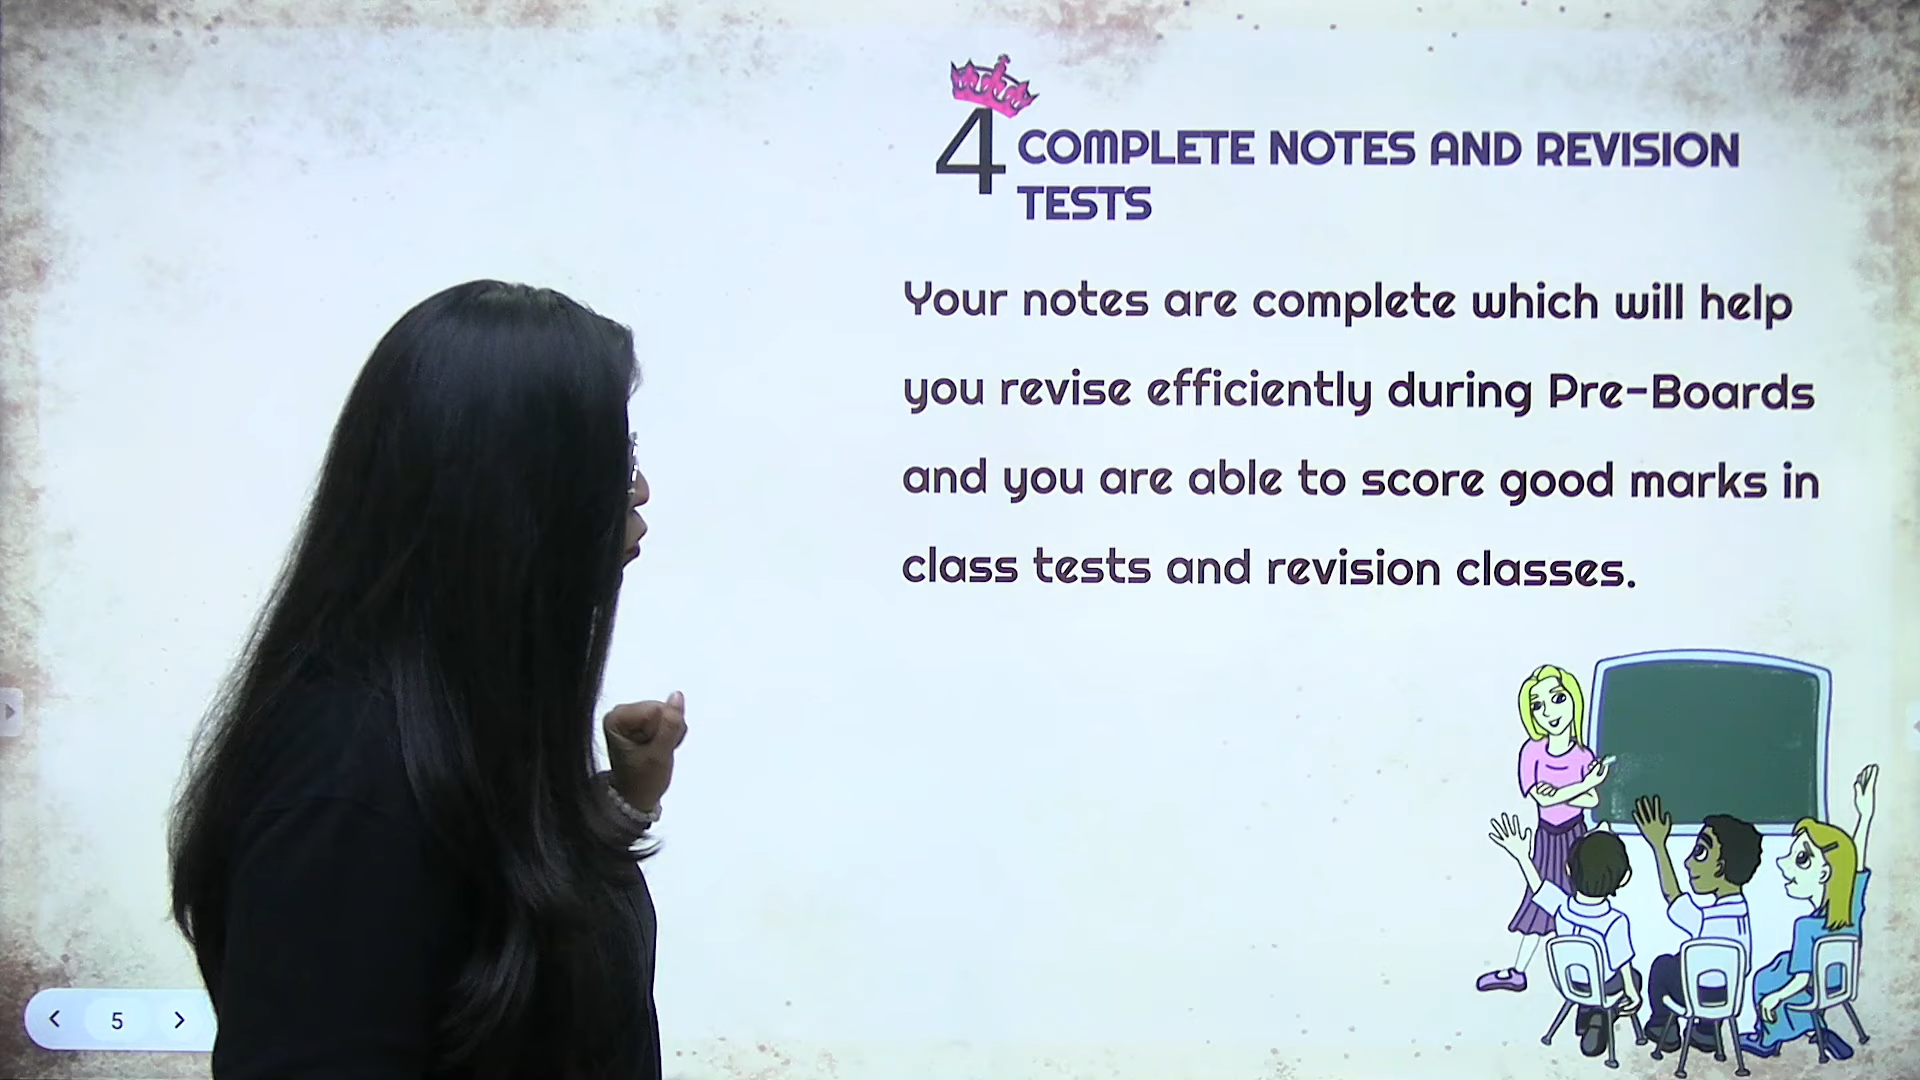 4 COMPLETE NOTES AND REVISION
TESTS
Your notes are complete which will help
you revise efficiently during Pre-Boards
and you are able to score good marks in
class tests and revision classes.
5